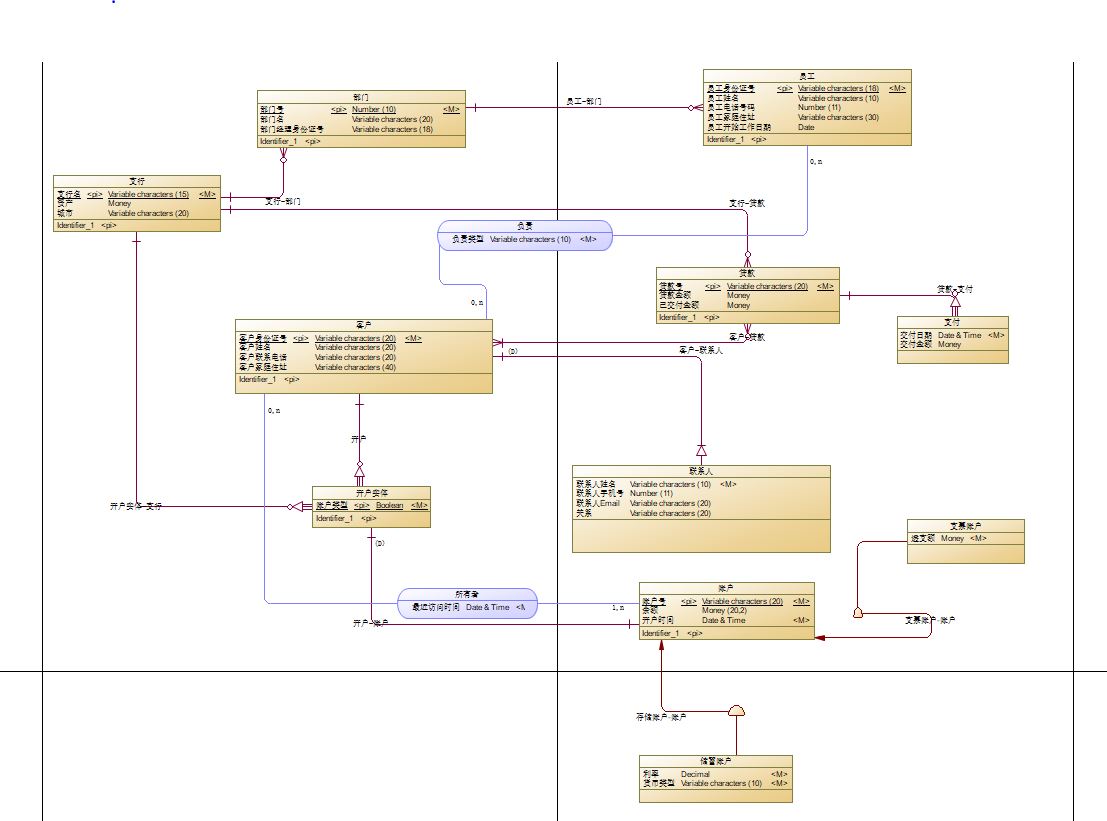 部门
部门号 <pi> Number (10) <M>
部门名 Variable characters (20)
部门经理身份证号 Variable characters (18)
Identifier_1 <pi>
员工-部门
员工
员工身份证号 <pi> Variable characters (18) <M>
员工姓名 Variable characters (10)
员工电话号码 Number (11)
员工家庭住址 Variable characters (30)
员工开始工作日期 Date
Identifier_1 <pi>
0,n
支行
支行名 <pi> Variable characters (15) <M>
资产 Money
城市 Variable characters (20)
Identifier_1 <pi>
支行-部门
支行-贷款
负责
负责类型 Variable characters (10) <M>
0,n
贷款
贷款号 <pi> Variable characters (20) <M>
贷款金额 Money
已交付金额 Money
Identifier_1 <pi>
贷款-支付
支付
交付日期 Date & Time <M>
交付金额 Money
客户
客户身份证号 <pi> Variable characters (20) <M>
客户姓名 Variable characters (20)
客户联系电话 Variable characters (20)
客户家庭住址 Variable characters (40)
Identifier_1 <pi>
客户-贷款
(D)
客户-联系人
0,n
开户
联系人
联系人姓名 Variable characters (10) <M>
联系人手机号 Number (11)
联系人Email Variable characters (20)
关系 Variable characters (20)
开户实体
账户类型 <pi> Boolean <M>
Identifier_1 <pi>
开户实体-支行
(D)
支票账户
透支额 Money <M>
所有者
最近访问时间 Date & Time <M
1,n
开户-账户
账户
账户号 <pi> Variable characters (20) <M>
余额 Money (20,2)
开户时间 Date & Time <M>
Identifier_1 <pi>
支票账户-账户
存储账户-账户
储蓄账户
利率 Decimal <M>
货币类型 Variable characters (10) <M>